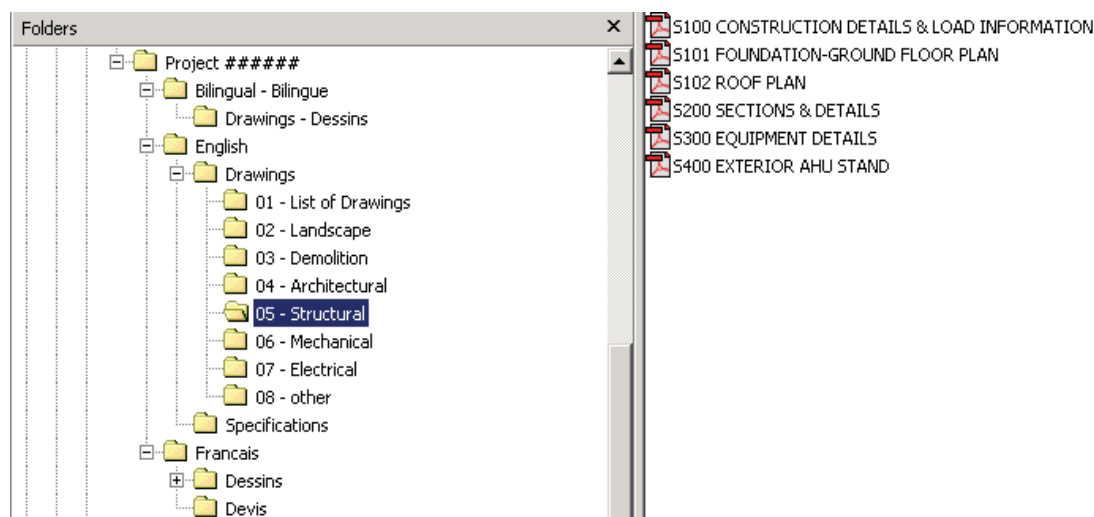 Folders
Project ######
Bilingual - Bilingue
Drawings - Dessins
English
Drawings
01 - List of Drawings
02 - Landscape
03 - Demolition
04 - Architectural
05 - Structural
06 - Mechanical
07 - Electrical
08 - other
Specifications
Francais
Dessins
Devis
S100 CONSTRUCTION DETAILS & LOAD INFORMATION
S101 FOUNDATION-GROUND FLOOR PLAN
S102 ROOF PLAN
S200 SECTIONS & DETAILS
S300 EQUIPMENT DETAILS
S400 EXTERIOR AHU STAND